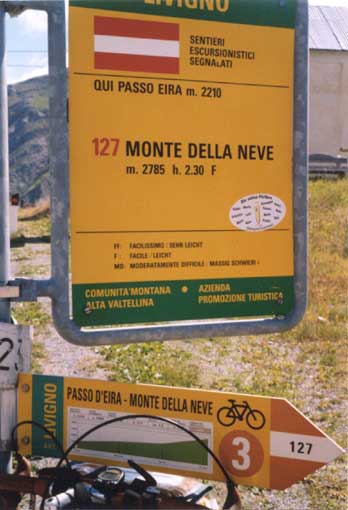 LIVIGNO
SENTIERI
ESCURSIONISTICI
SEGNALATI
QUI PASSO EIRA m. 2210
127 MONTE DELLA NEVE
m. 2785 h. 2.30 F
FF: FACILISSIMO / SEHR LEICHT
F : FACILE / LEICHT
MD: MODERATAMENTE DIFFICILE / MASSIG SCHWIERI
COMUNITA'MONTANA
ALTA VALTELLINA
AZIENDA
PROMOZIONE TURISTICA
LIVIGNO
PASSO D'EIRA - MONTE DELLA NEVE
3
127
2